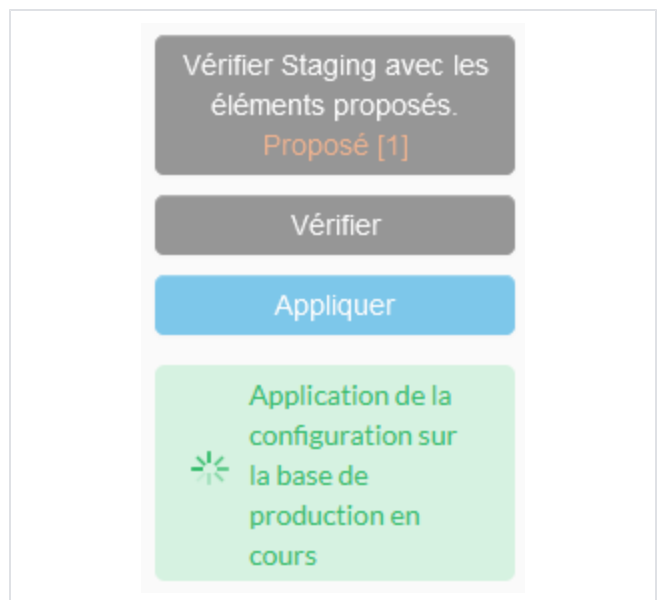 Vérifier Staging avec les
éléments proposés.
Proposé [1]
Vérifier
Appliquer
Application de la
configuration sur
la base de
production en
cours